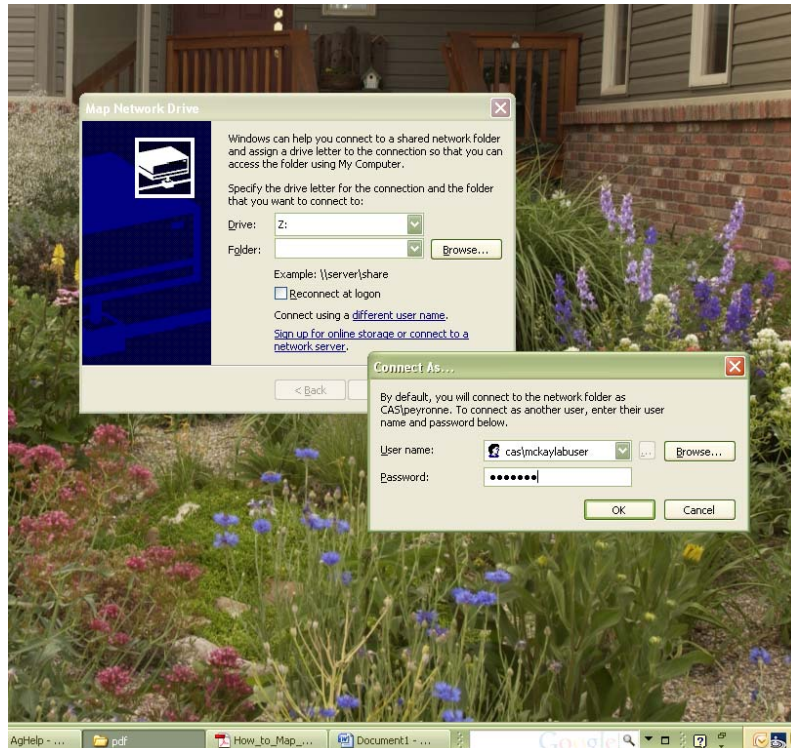 Map Network Drive
Windows can help you connect to a shared network folder
and assign a drive letter to the connection so that you can
access the folder using My Computer.
Specify the drive letter for the connection and the folder
that you want to connect to:
Drive: Z:
Folder: Browse...
Example: \\server\share
Reconnect at logon
Connect using a different user name.
Sign up for online storage or connect to a
network server.
< Back
Connect As...
By default, you will connect to the network folder as
CAS\peyronne. To connect as another user, enter their user
name and password below.
User name: cas\mckaylabuser ... Browse...
Password: •••••••
OK Cancel
AgHelp - ... pdf How_to_Map_... Document1 - ... Google